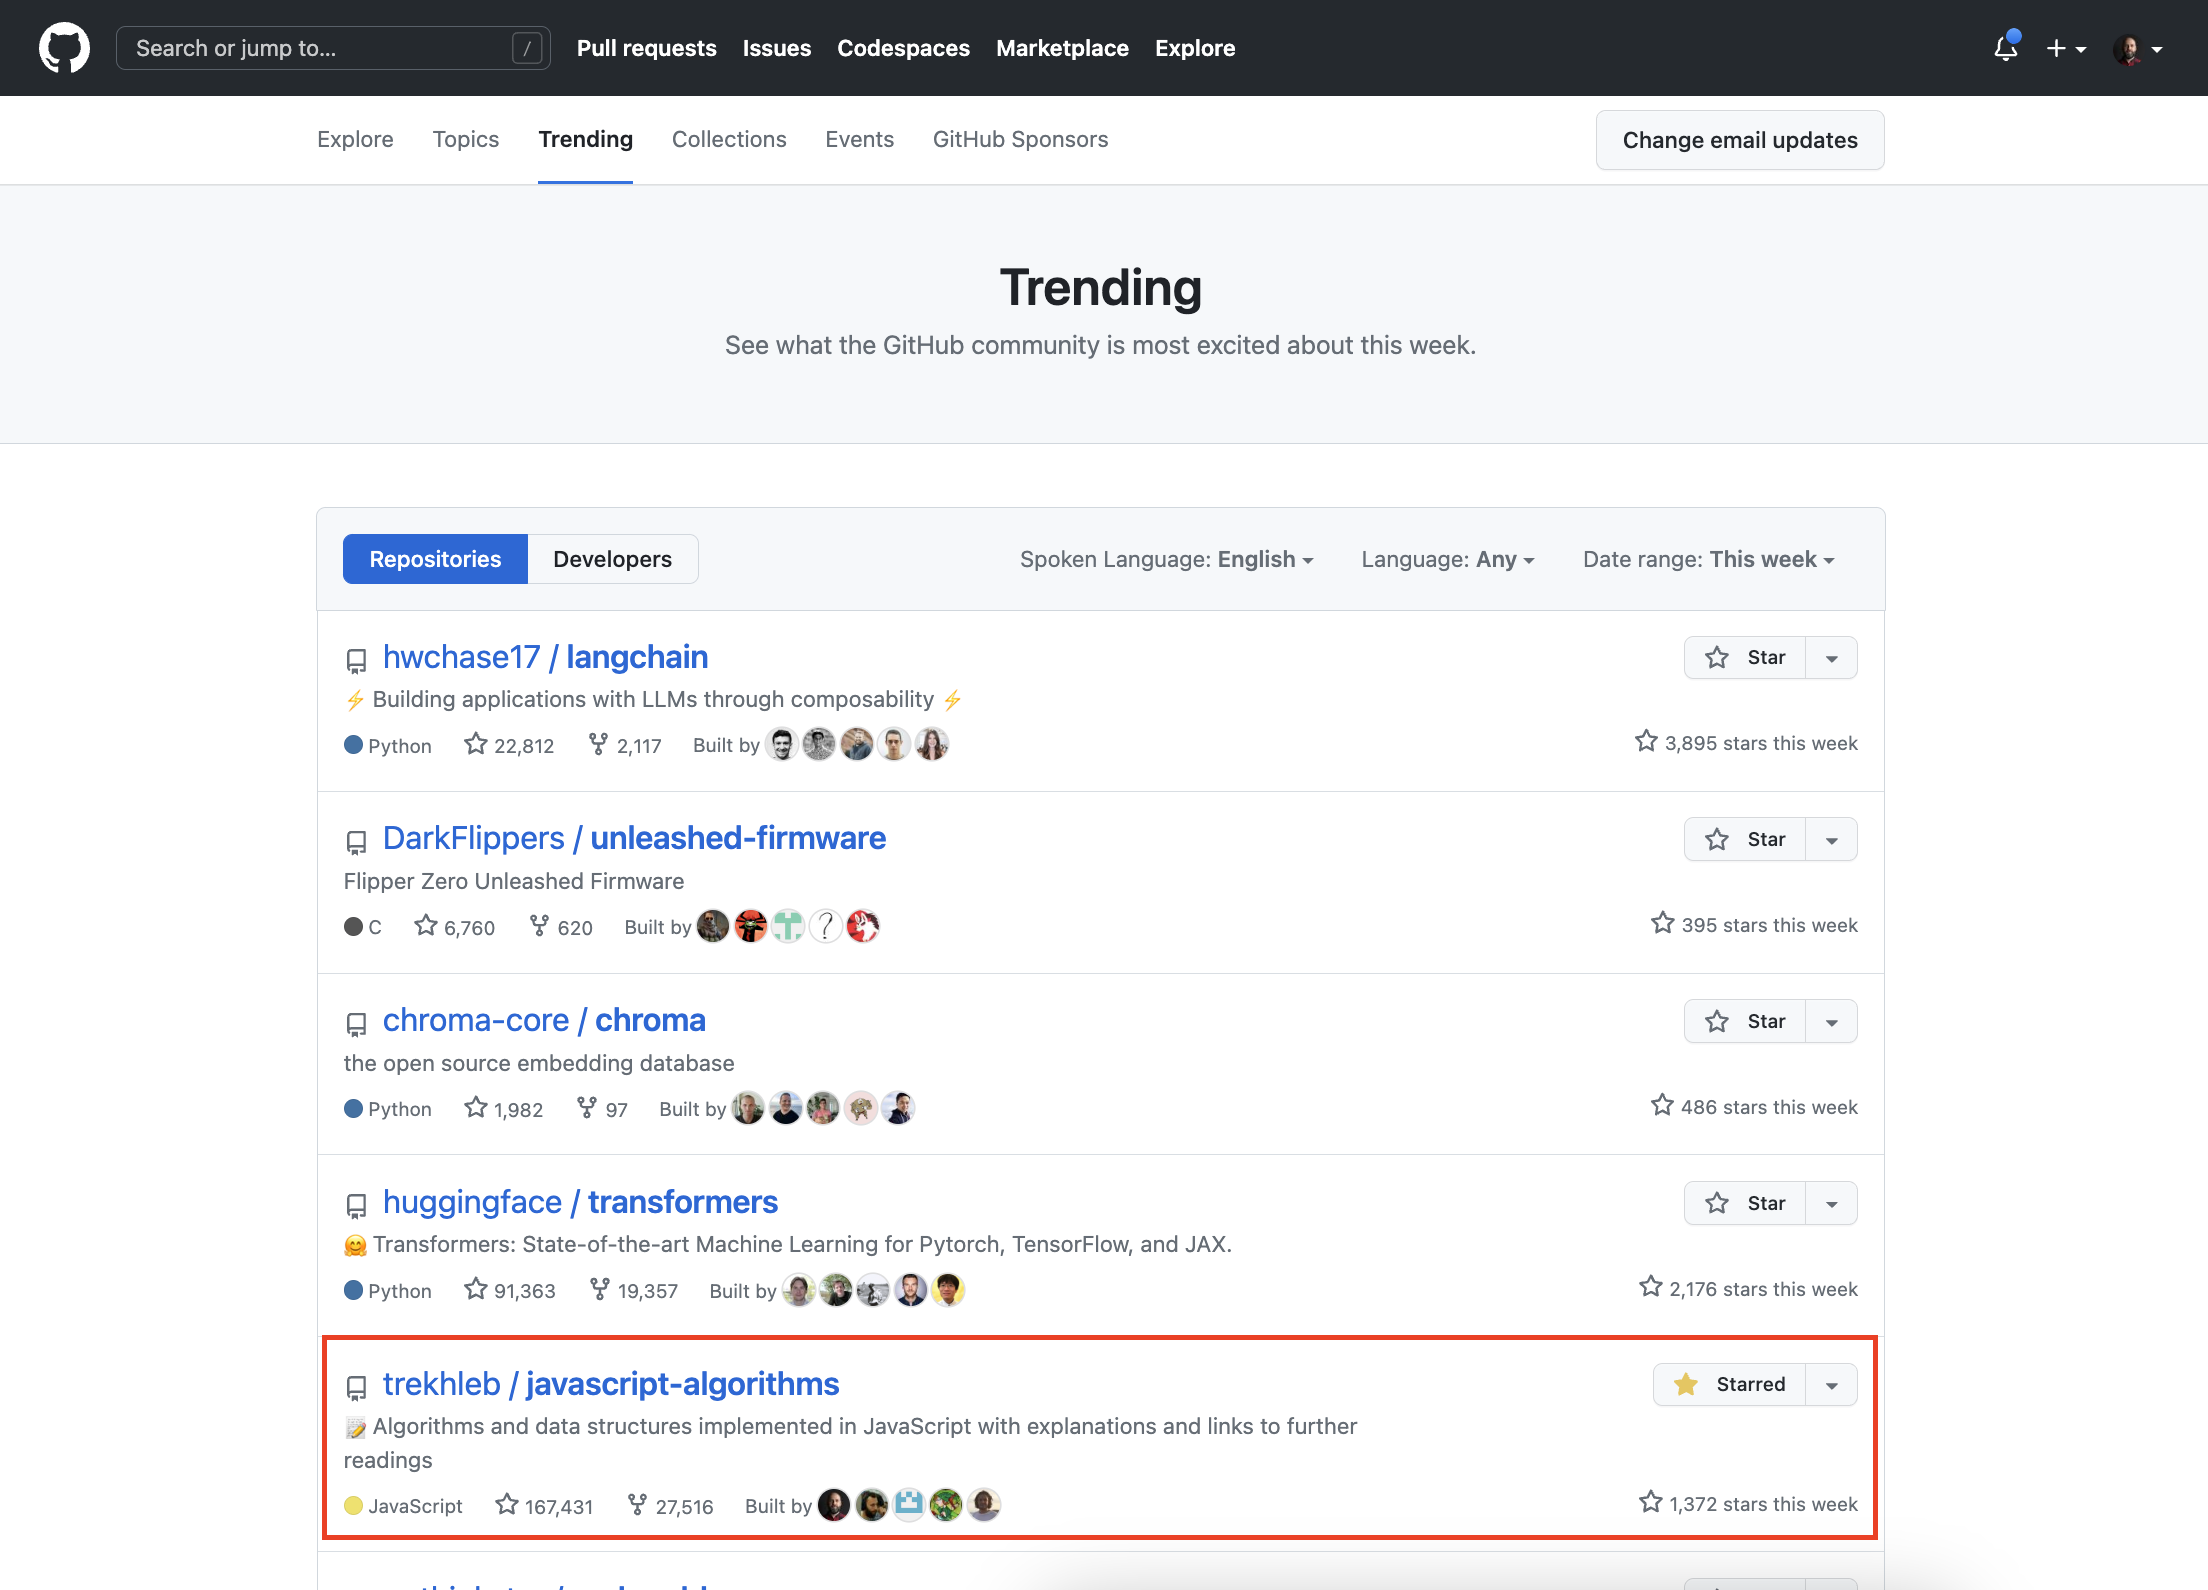 Search or jump to... /
Pull requests Issues Codespaces Marketplace Explore
Explore Topics Trending Collections Events GitHub Sponsors
Change email updates
Trending
See what the GitHub community is most excited about this week.
Repositories Developers
Spoken Language: English Language: Any Date range: This week
hwchase17 / langchain
Star
⚡ Building applications with LLMs through composability ⚡
Python 22,812 2,117 Built by
3,895 stars this week
DarkFlippers / unleashed-firmware
Star
Flipper Zero Unleashed Firmware
C 6,760 620 Built by ?
395 stars this week
chroma-core / chroma
Star
the open source embedding database
Python 1,982 97 Built by
486 stars this week
huggingface / transformers
Star
🤗 Transformers: State-of-the-art Machine Learning for Pytorch, TensorFlow, and JAX.
Python 91,363 19,357 Built by
2,176 stars this week
trekhleb / javascript-algorithms
Starred
📝 Algorithms and data structures implemented in JavaScript with explanations and links to further
readings
JavaScript 167,431 27,516 Built by
1,372 stars this week